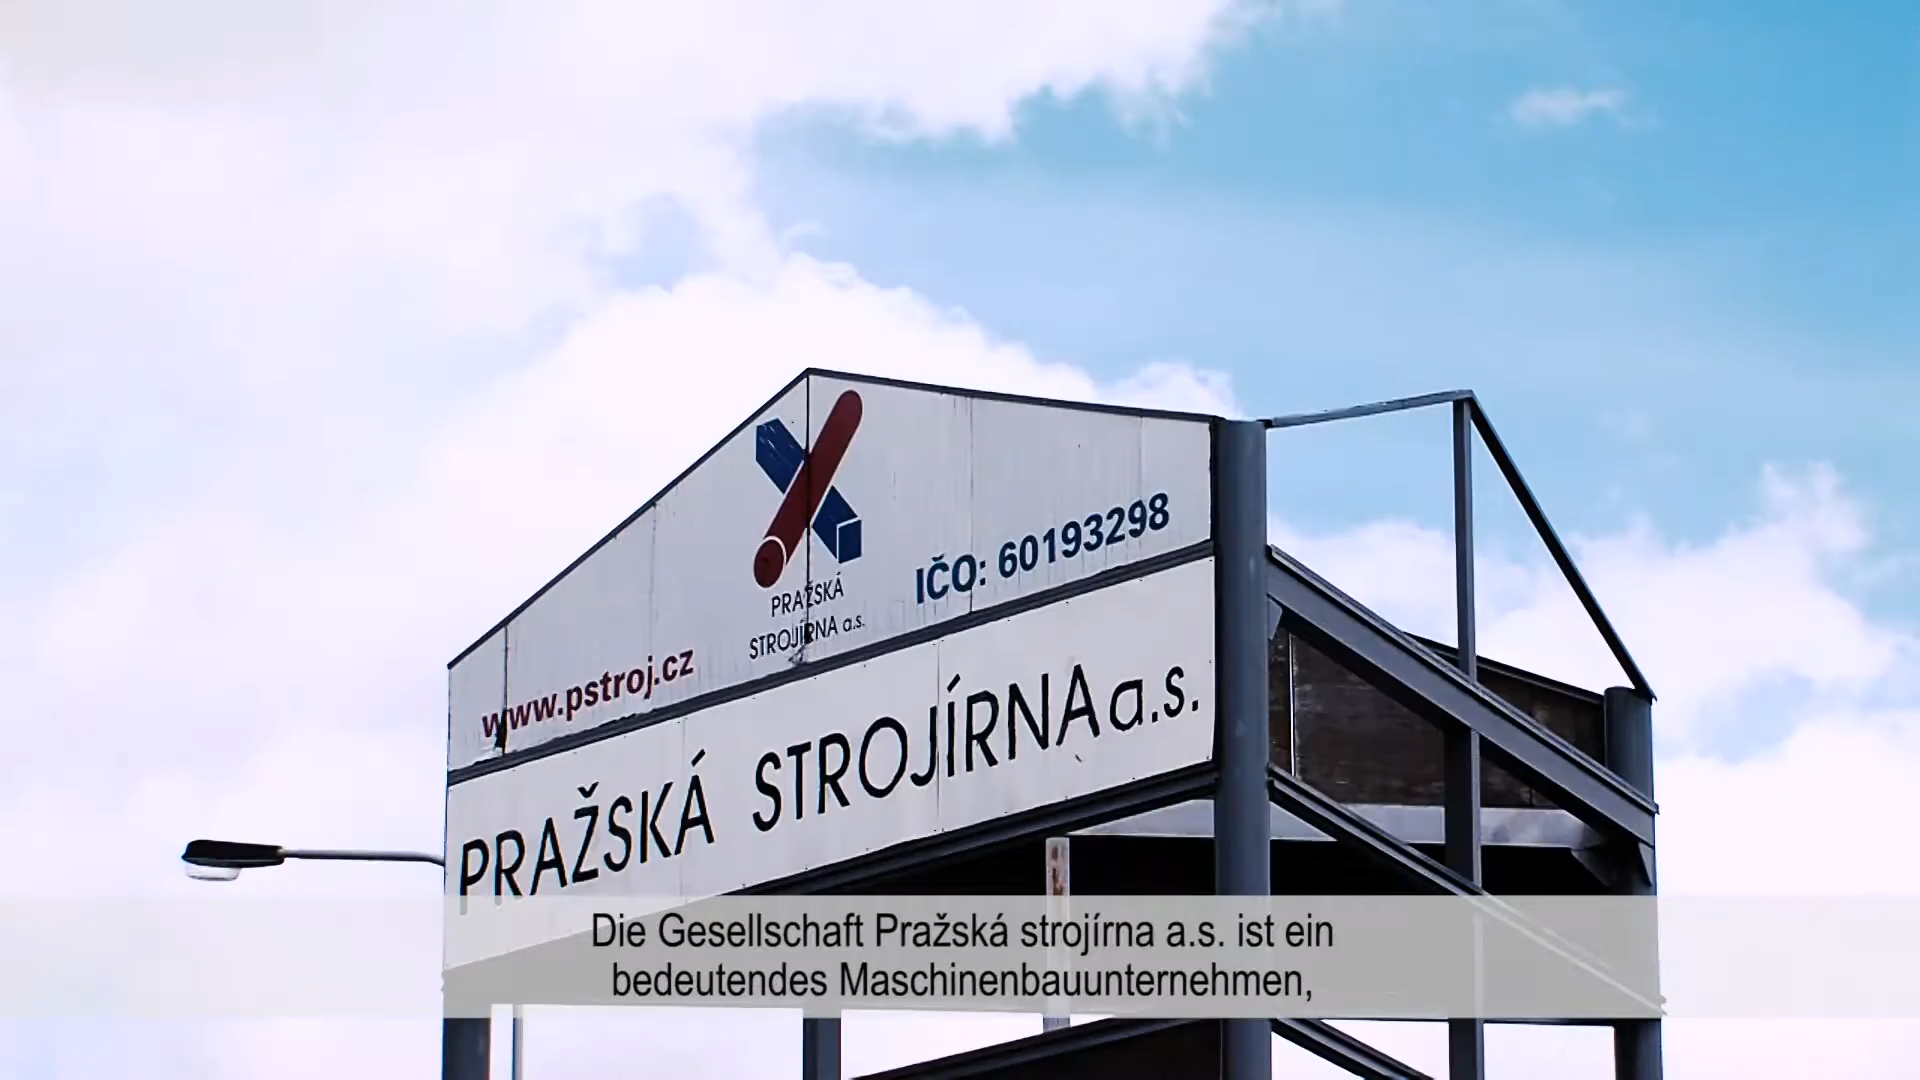 PRAŽSKÁ
STROJÍRNA a.s.
IČO: 60193298
www.pstroj.cz
PRAŽSKÁ STROJÍRNA a.s.
Die Gesellschaft Pražská strojírna a.s. ist ein
bedeutendes Maschinenbauunternehmen,